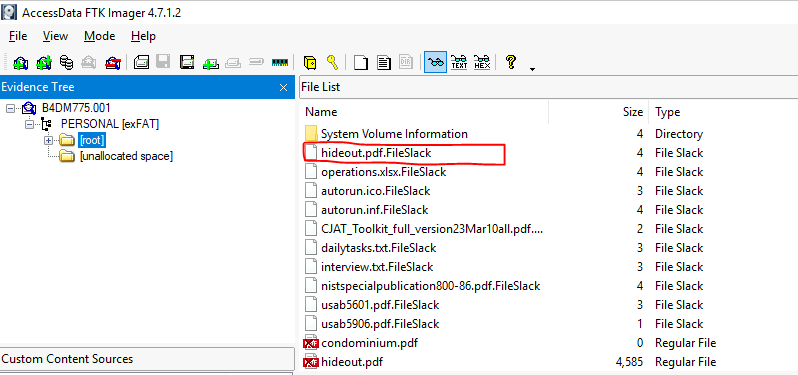 AccessData FTK Imager 4.7.1.2
File View Mode Help
TEXT HEX
Evidence Tree
B4DM775.001
PERSONAL [exFAT]
[root]
[unallocated space]
Custom Content Sources
File List
Name Size Type
System Volume Information 4 Directory
hideout.pdf.FileSlack 4 File Slack
operations.xlsx.FileSlack 4 File Slack
autorun.ico.FileSlack 3 File Slack
autorun.inf.FileSlack 4 File Slack
CJAT_Toolkit_full_version23Mar10all.pdf.... 2 File Slack
dailytasks.txt.FileSlack 3 File Slack
interview.txt.FileSlack 3 File Slack
nistspecialpublication800-86.pdf.FileSlack 4 File Slack
usab5601.FileSlack 3 File Slack
usab5906.FileSlack 1 File Slack
condominium.pdf 0 Regular File
hideout.pdf 4,585 Regular File